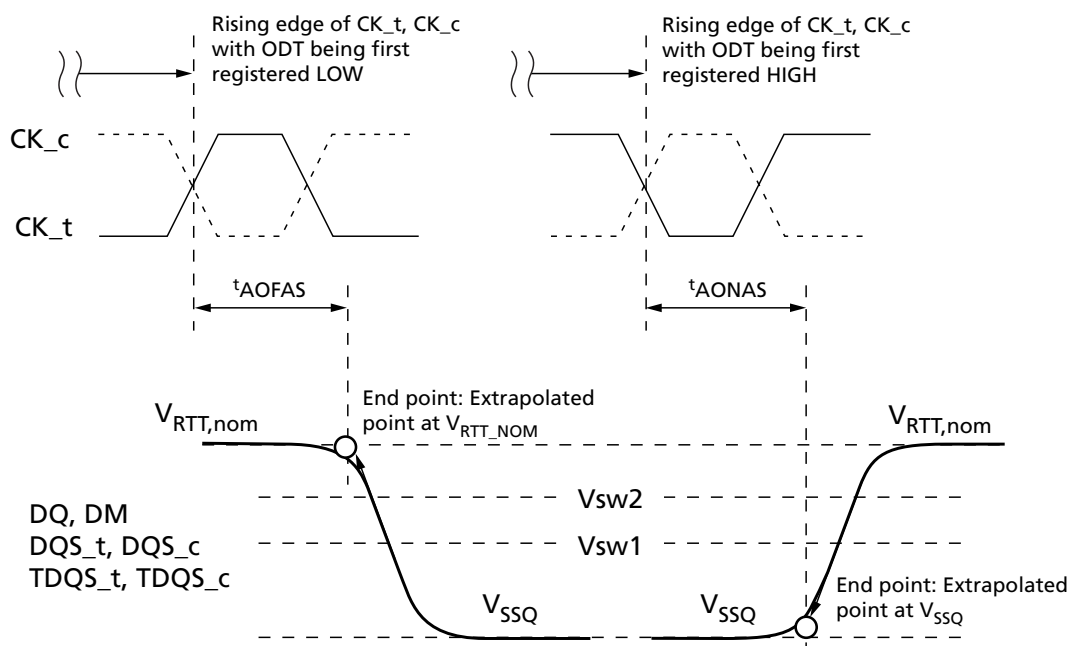 Rising edge of CK_t, CK_c
with ODT being first
registered LOW
Rising edge of CK_t, CK_c
with ODT being first
registered HIGH
CK_c
CK_t
tAOFAS
tAONAS
End point: Extrapolated
point at VRTT_NOM
VRTT,nom
VRTT,nom
Vsw2
Vsw1
DQ, DM
DQS_t, DQS_c
TDQS_t, TDQS_c
VSSQ
VSSQ
End point: Extrapolated
point at VSSQ